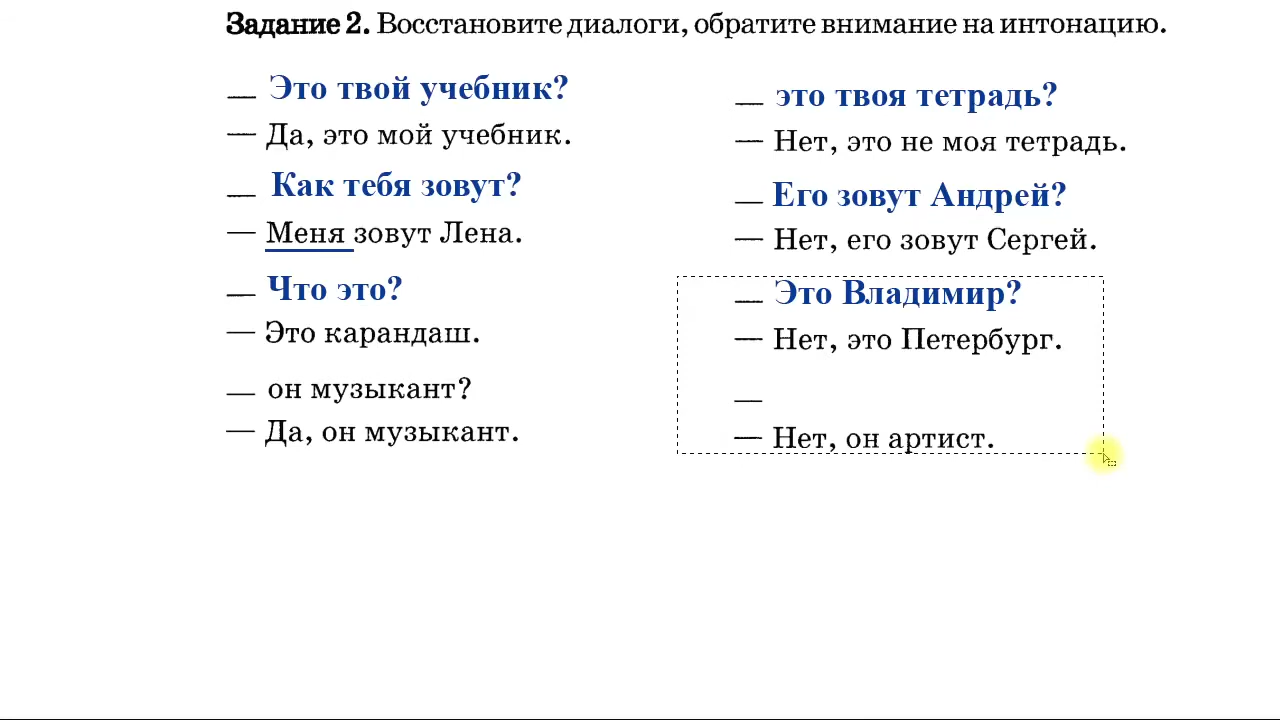 Задание 2. Восстановите диалоги, обратите внимание на интонацию.
— Это твой учебник?
— Да, это мой учебник.
— Как тебя зовут?
— Меня зовут Лена.
— Что это?
— Это карандаш.
— он музыкант?
— Да, он музыкант.
— это твоя тетрадь?
— Нет, это не моя тетрадь.
— Его зовут Андрей?
— Нет, его зовут Сергей.
— Это Владимир?
— Нет, это Петербург.
—
— Нет, он артист.